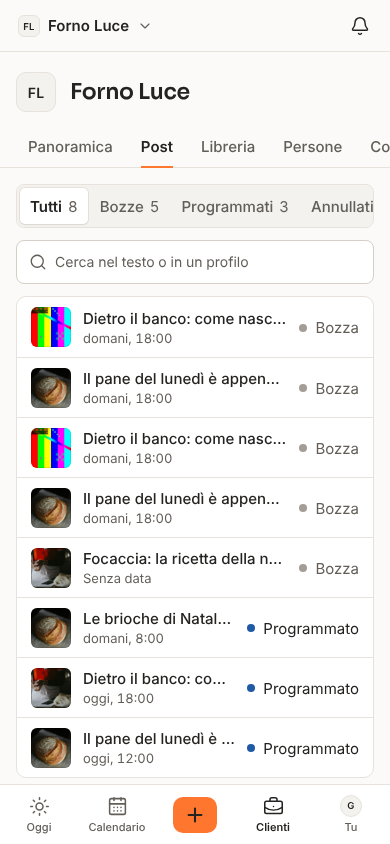 FL Forno Luce
FL Forno Luce
Panoramica Post Libreria Persone Co
Tutti 8 Bozze 5 Programmati 3 Annullati
Cerca nel testo o in un profilo
Dietro il banco: come nasc...
domani, 18:00
Bozza
Il pane del lunedì è appen...
domani, 18:00
Bozza
Dietro il banco: come nasc...
domani, 18:00
Bozza
Il pane del lunedì è appen...
domani, 18:00
Bozza
Focaccia: la ricetta della n...
Senza data
Bozza
Le brioche di Natal...
domani, 8:00
Programmato
Dietro il banco: co...
oggi, 18:00
Programmato
Il pane del lunedì è ...
oggi, 12:00
Programmato
G
Oggi Calendario Clienti Tu